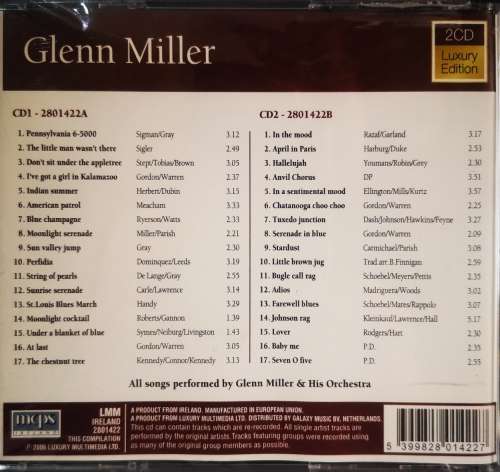 Glenn Miller
2CD
Luxury
Edition
CD1 - 2801422A
1. Pennsylvania 6-5000 Sigman/Gray 3.12
2. The little man wasn't there Sigler 2.49
3. Don't sit under the appletree Stept/Tobias/Brown 3.05
4. I've got a girl in Kalamazoo Gordon/Warren 2.37
5. Indian summer Herbert/Dubin 3.15
6. American patrol Meacham 3.33
7. Blue champagne Ryerson/Watts 2.33
8. Moonlight serenade Miller/Parish 2.21
9. Sun valley jump Gray 2.30
10. Perfidia Dominquez/Leeds 3.19
11. String of pearls De Lange/Gray 2.55
12. Sunrise serenade Carle/Lawrence 3.14
13. St.Louis Blues March Handy 3.29
14. Moonlight cocktail Roberts/Gannon 1.39
15. Under a blanket of blue Symes/Neiburg/Livingston 1.43
16. At last Gordon/Warren 3.05
17. The chestnut tree Kennedy/Connor/Kennedy 3.13
CD2 - 2801422B
1. In the mood Razaf/Garland 3.17
2. April in Paris Harburg/Duke 2.53
3. Hallelujah Youmans/Robin/Grey 3.30
4. Anvil Chorus DP 3.51
5. In a sentimental mood Ellington/Mills/Kurtz 3.57
6. Chatanooga choo choo Gordon/Warren 2.25
7. Tuxedo junction Dash/Johnson/Hawkins/Feyne 3.27
8. Serenade in blue Gordon/Warren 2.09
9. Stardust Carmichael/Parish 3.08
10. Little brown jug Trad.arr B.Finnigan 2.59
11. Bugle call rag Schoebel/Meyers/Pettis 2.35
12. Adios Madriguera/Woods 3.02
13. Farewell blues Schoebel/Mares/Rappolo 3.07
14. Johnson rag Kleinkauf/Lawrence/Hall 5.17
15. Lover Rodgers/Hart 2.30
16. Baby me P.D. 2.35
17. Seven O five P.D. 2.55
All songs performed by Glenn Miller & His Orchestra
mcps
LMM
IRELAND
2801422
THIS COMPILATION
℗ 2006 LUXURY MULTIMEDIA LTD.
A PRODUCT FROM IRELAND. MANUFACTURED IN EUROPEAN UNION.
A PRODUCT FROM LUXURY MULTIMEDIA LTD. DISTRIBUTED BY GALAXY MUSIC BV, NETHERLANDS.
This cd can contain tracks which are re-recorded. All single artist tracks are
performed by the original artists.Tracks featuring groups were recorded using
as many of the original group members as possible.
5 399828 014227